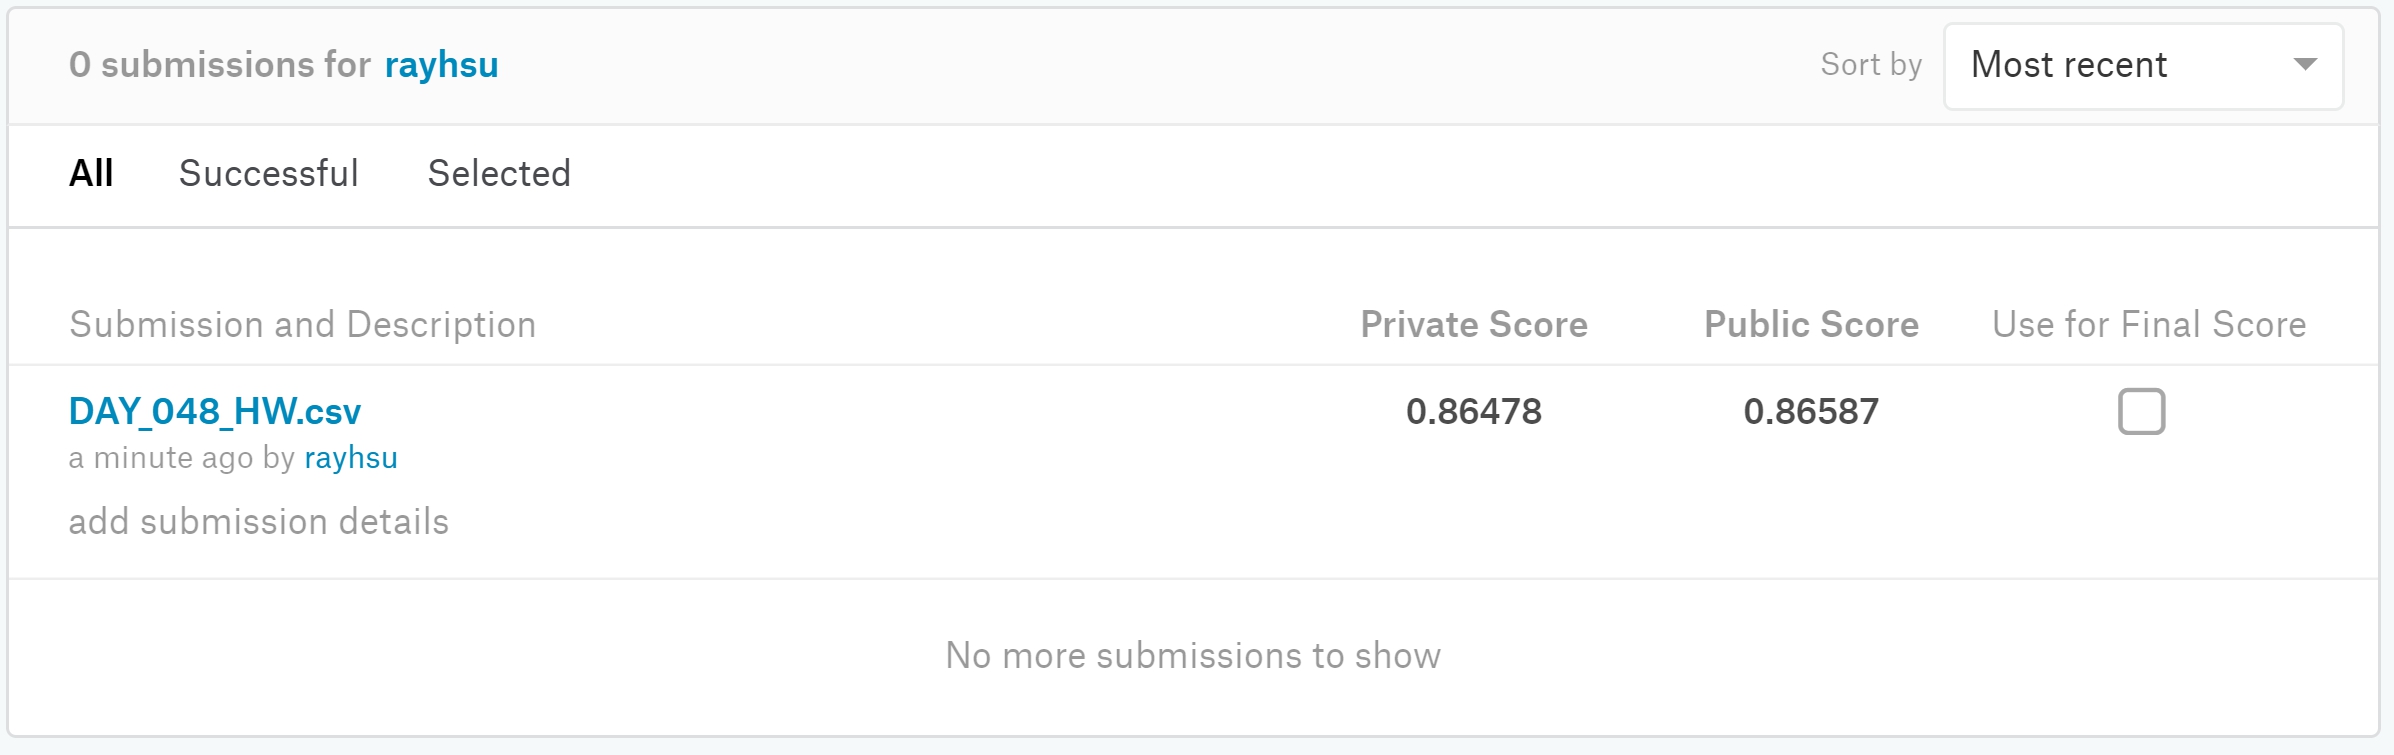 0 submissions for rayhsu
Sort by Most recent
All Successful Selected
Submission and Description Private Score Public Score Use for Final Score
DAY_048_HW.csv 0.86478 0.86587
a minute ago by rayhsu
add submission details
No more submissions to show